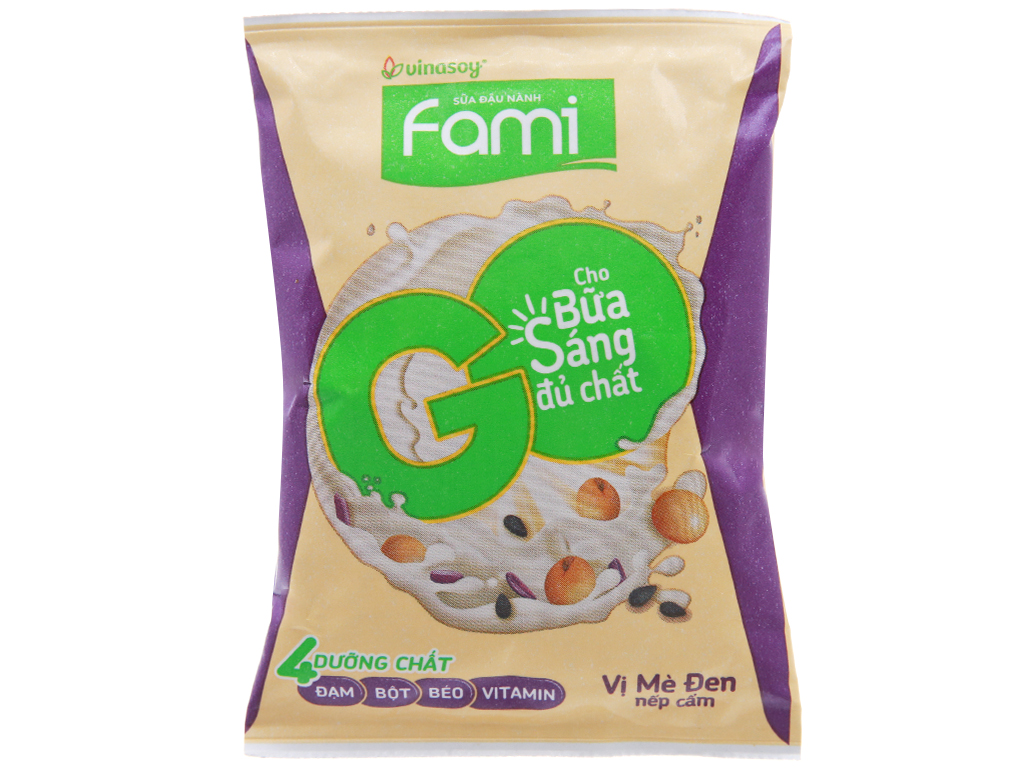 vinasoy
SỮA ĐẬU NÀNH
Fami
GO
Cho
Bữa
Sáng
đủ chất
4 DƯỠNG CHẤT
ĐẠM BỘT BÉO VITAMIN
Vị Mè Đen
nếp cẩm